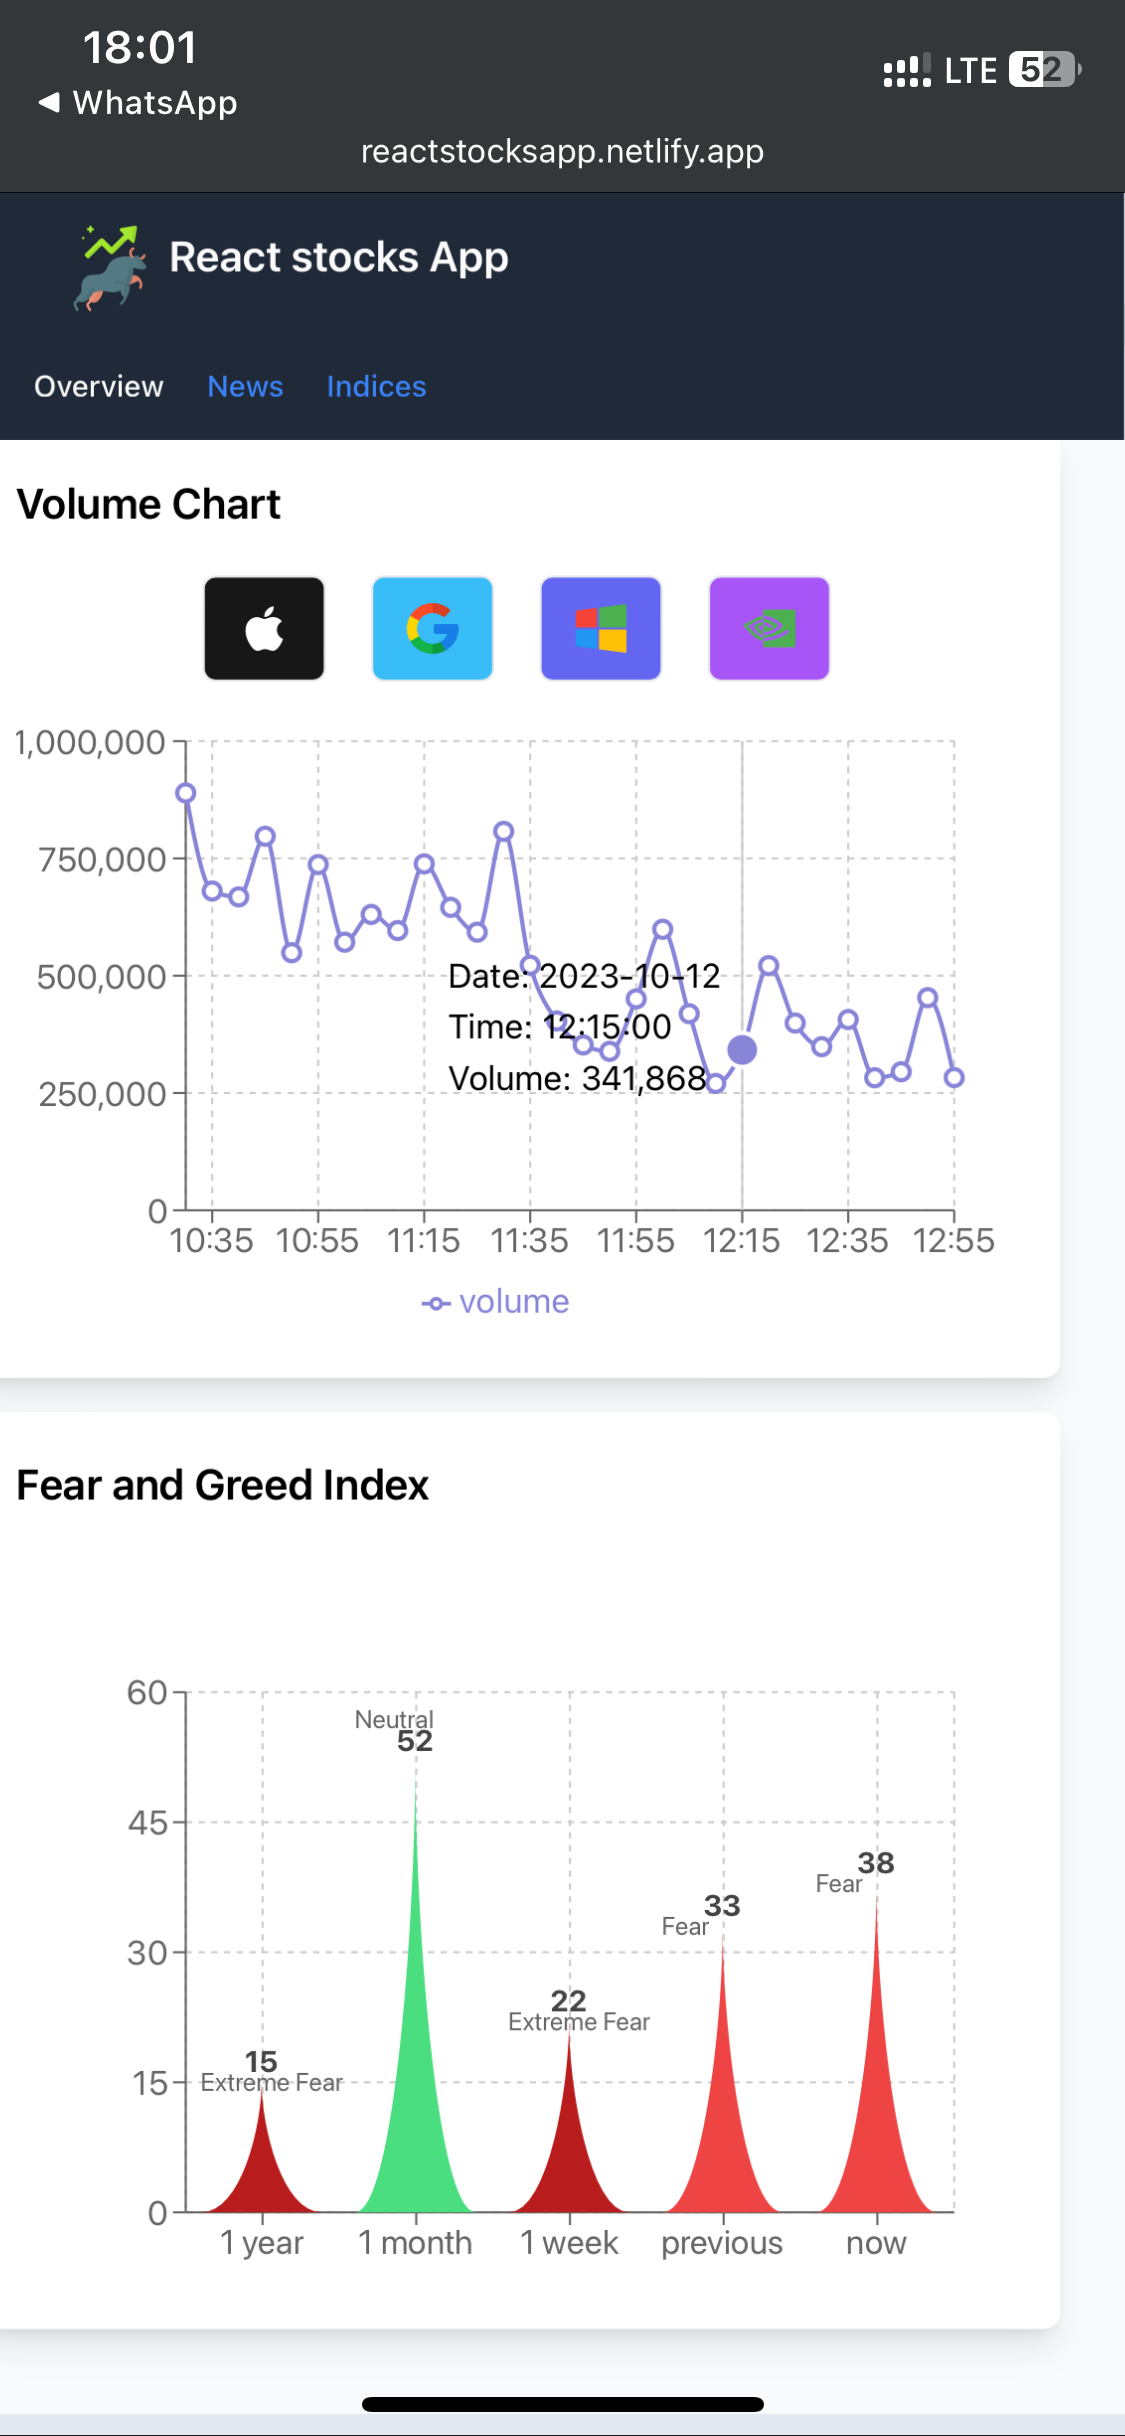 18:01
LTE 52
◀ WhatsApp
reactstocksapp.netlify.app
React stocks App
Overview News Indices
Volume Chart
1,000,000
750,000
500,000
250,000
0
Date: 2023-10-12
Time: 12:15:00
Volume: 341,868
10:35 10:55 11:15 11:35 11:55 12:15 12:35 12:55
volume
Fear and Greed Index
60
45
30
15
0
15
Extreme Fear
Neutral
52
22
Extreme Fear
33
Fear
38
Fear
1 year 1 month 1 week previous now